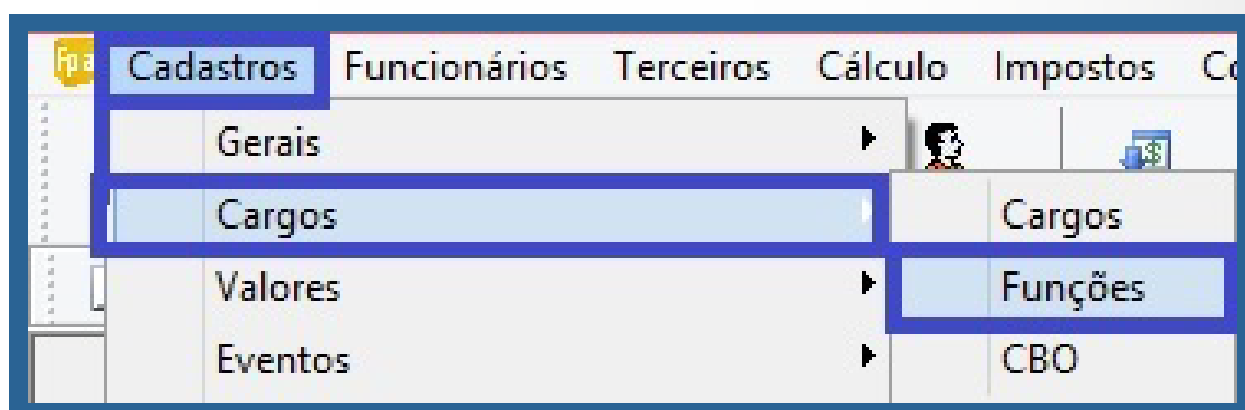 Cadastros Funcionários Terceiros Cálculo Impostos
Gerais
Cargos Cargos
Valores Funções
Eventos CBO